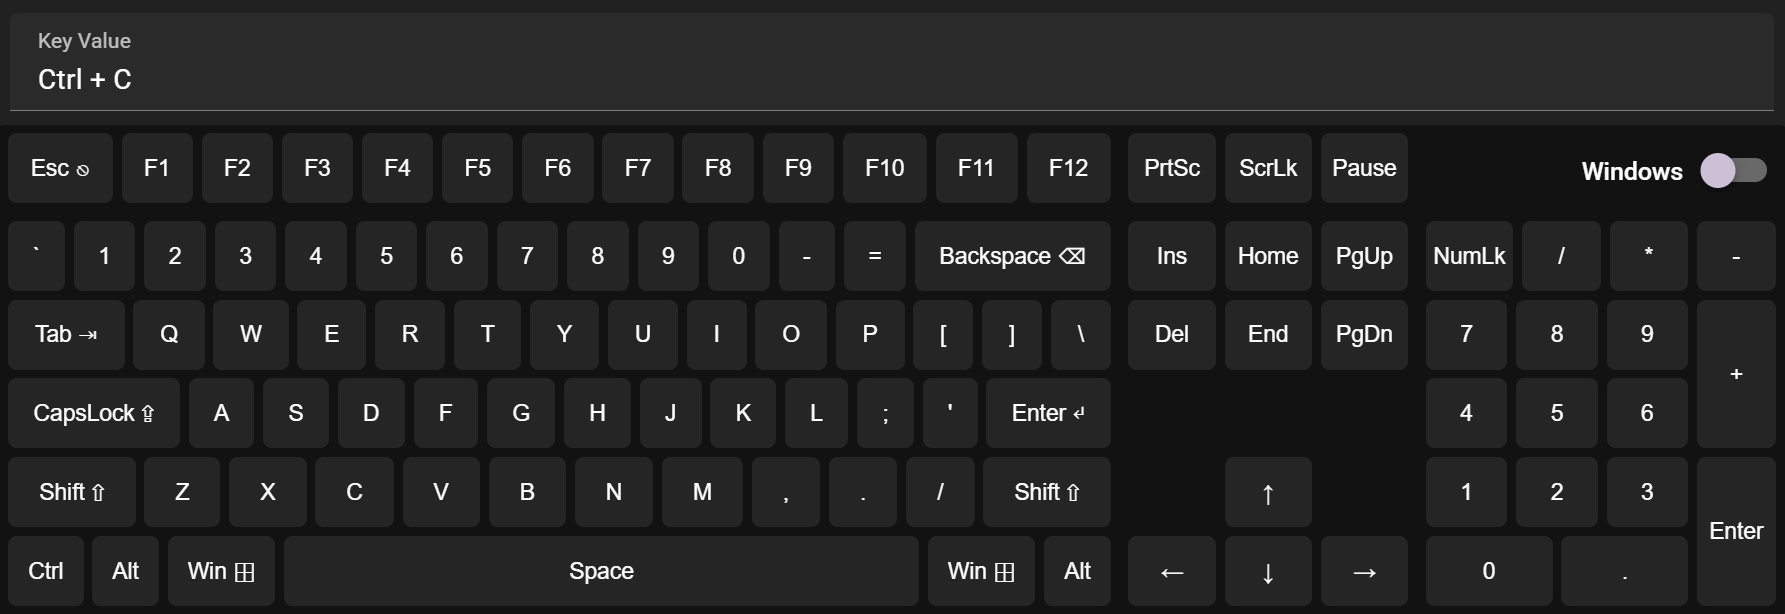 Key Value
Ctrl + C
Esc ⦸ F1 F2 F3 F4 F5 F6 F7 F8 F9 F10 F11 F12 PrtSc ScrLk Pause Windows
` 1 2 3 4 5 6 7 8 9 0 - = Backspace ⌫ Ins Home PgUp NumLk / * -
Tab ⇥ Q W E R T Y U I O P [ ] \ Del End PgDn 7 8 9 +
CapsLock ⇪ A S D F G H J K L ; ' Enter ↵ 4 5 6
Shift ⇧ Z X C V B N M , . / Shift ⇧ ↑ 1 2 3 Enter
Ctrl Alt Win ⊞ Space Win ⊞ Alt ← ↓ → 0 .